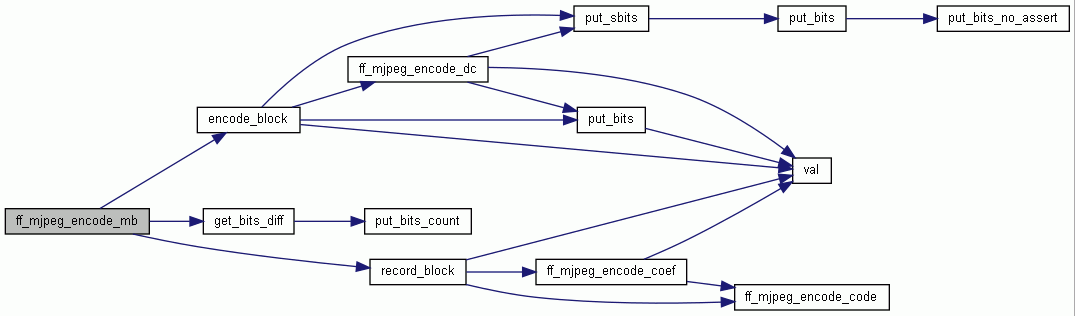 put_sbits
put_bits
put_bits_no_assert
ff_mjpeg_encode_dc
encode_block
put_bits
val
ff_mjpeg_encode_mb
get_bits_diff
put_bits_count
record_block
ff_mjpeg_encode_coef
ff_mjpeg_encode_code